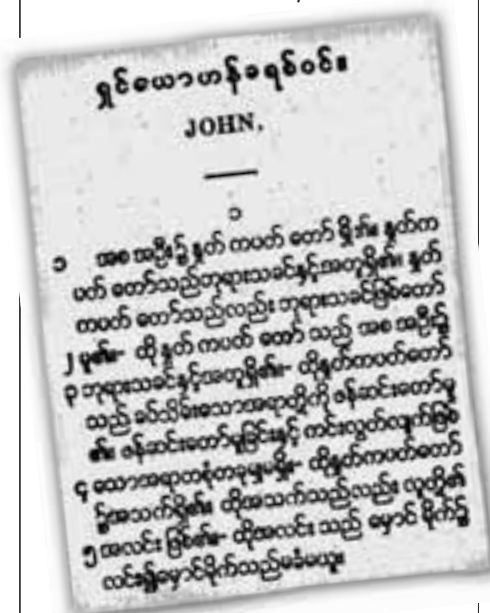 ရှင်ယောဟန်ခရစ်ဝင်။
JOHN.
၁
၁ အစ အဦး၌ နှုတ် ကပတ် တော် ရှိ၏။ နှုတ်က
ပတ် တော်သည်ဘုရားသခင်နှင့်အတူရှိ၏။ နှုတ်
ကပတ် တော်သည်လည်း ဘုရားသခင်ဖြစ်တော်
၂ မူ၏။- ထို နှုတ် ကပတ် တော် သည် အစ အဦး၌
၃ ဘုရားသခင်နှင့်အတူရှိ၏။- ထိုနှုတ်ကပတ်တော်
သည် ခပ်သိမ်းသောအရာတို့ကို ဖန်ဆင်းတော်မူ
၏။ ဖန်ဆင်းတော်မူခြင်းနှင့် ကင်းလွတ်လျက်ဖြစ်
၄ သောအရာတစုံတခုမျှမရှိ။- ထိုနှုတ်ကပတ်တော်
၌အသက်ရှိ၏။ ထိုအသက်သည်လည်း လူတို့၏
၅ အလင်း ဖြစ်၏။- ထိုအလင်း သည် မှောင် မိုက်၌
လင်း၍မှောင်မိုက်သည်မခံမယူ။